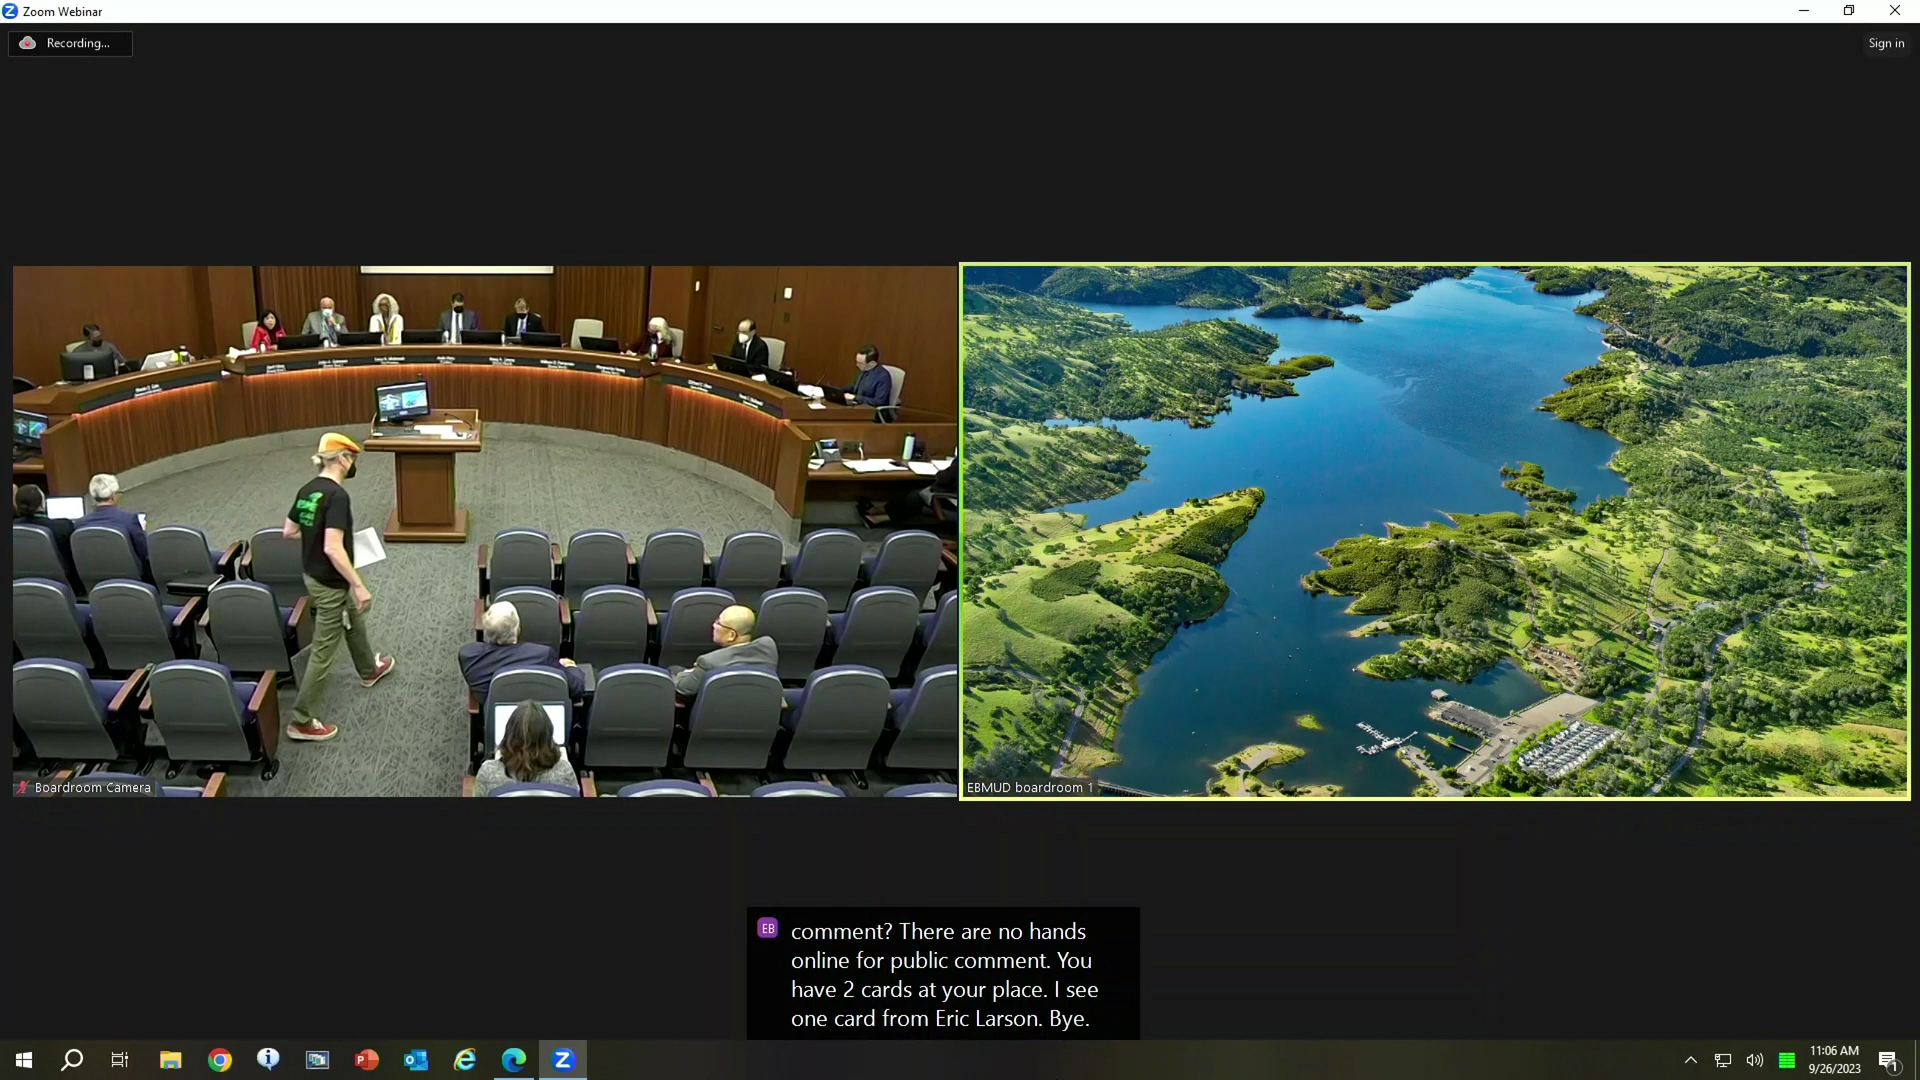 Zoom Webinar
Recording...
Sign in
Boardroom Camera
EBMUD boardroom 1
EB
comment? There are no hands
online for public comment. You
have 2 cards at your place. I see
one card from Eric Larson. Bye.
11:06 AM
9/26/2023
1